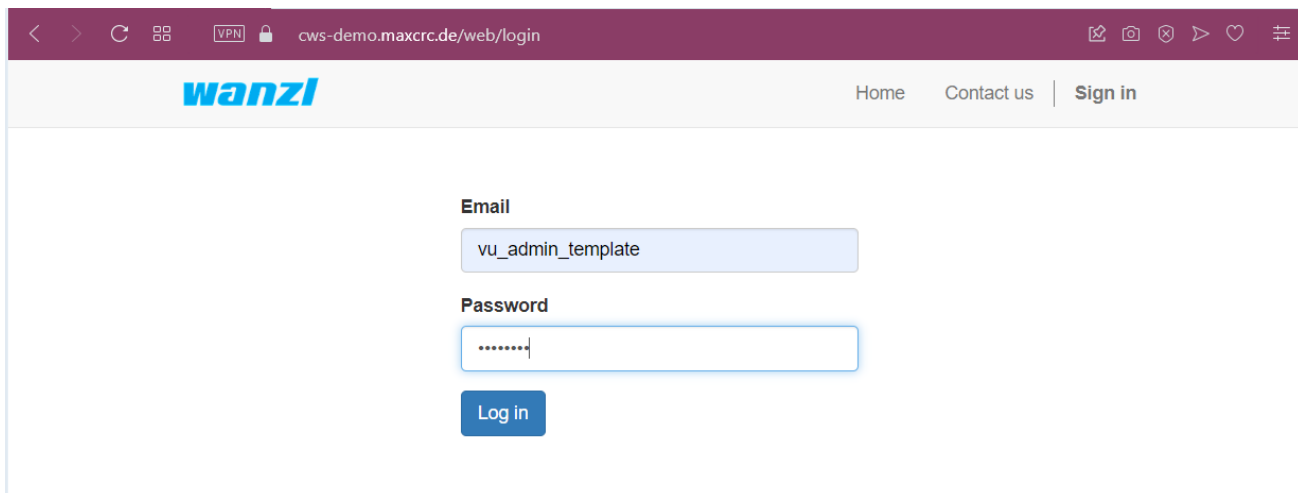 VPN cws-demo.maxcrc.de/web/login
wanzl Home Contact us Sign in
Email
vu_admin_template
Password
••••••••
Log in